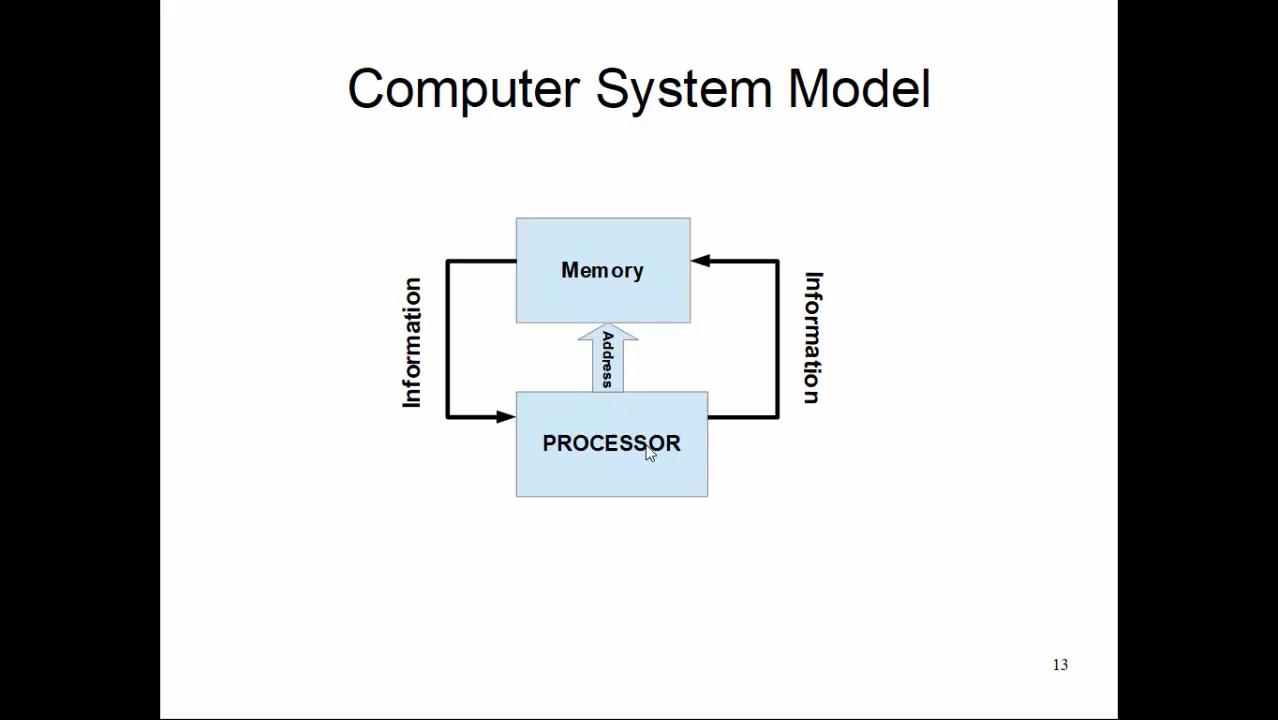 Computer System Model
Memory
Information
Information
Address
PROCESSOR
13